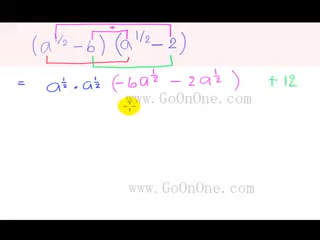 (a^{1/2} - 6) (a^{1/2} - 2)
= a^{1/2} · a^{1/2} (-6a^{1/2} - 2a^{1/2}) + 12
www.GoOnOne.com
www.GoOnOne.com